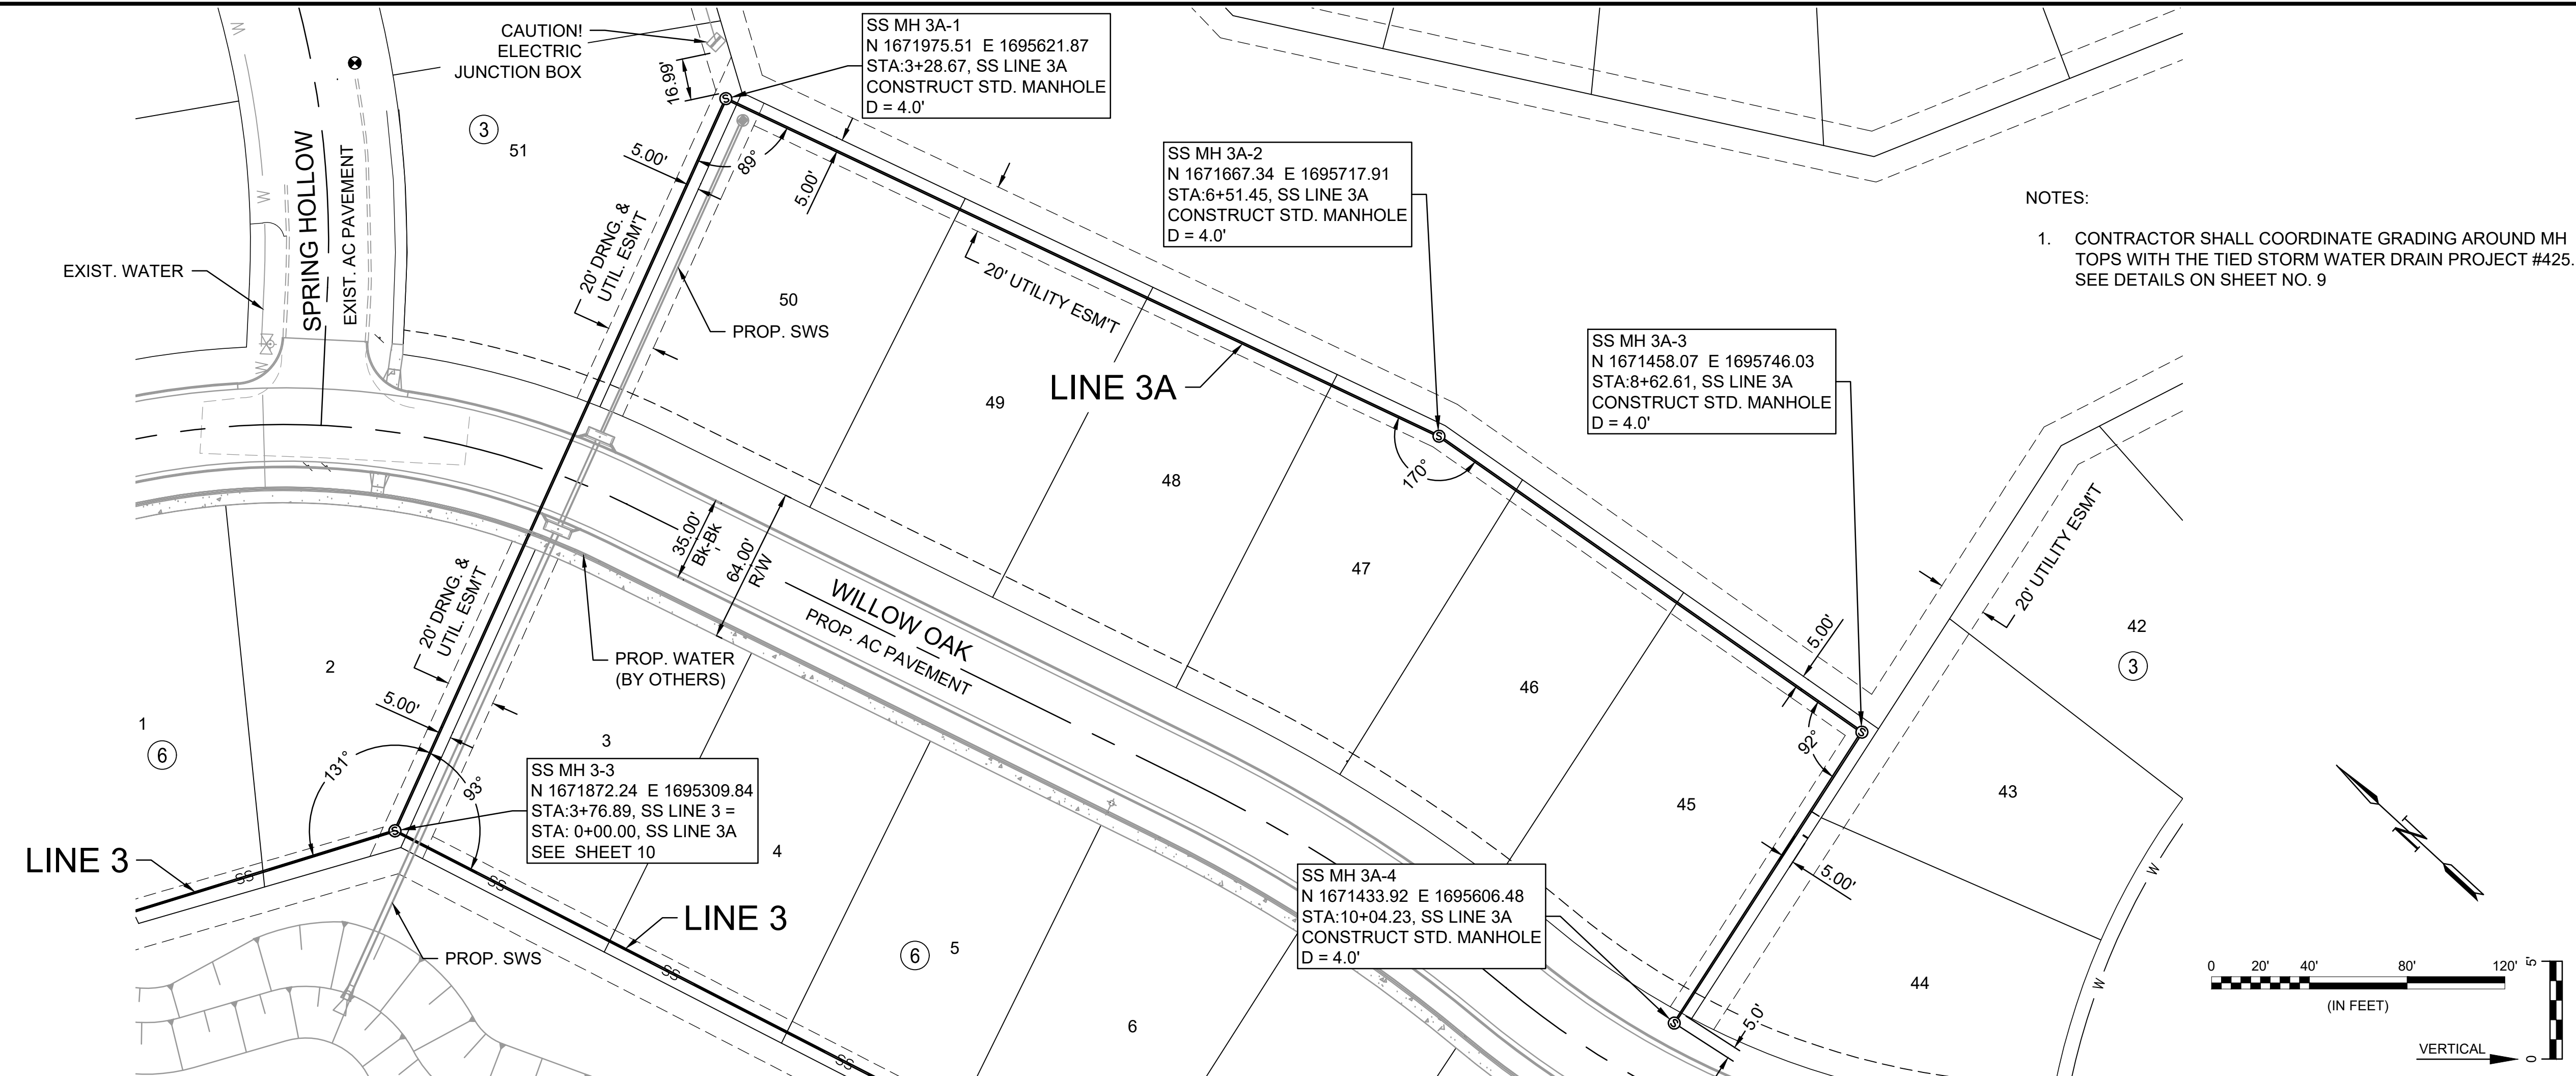 CAUTION!
ELECTRIC
JUNCTION BOX
16.99'
SS MH 3A-1
N 1671975.51 E 1695621.87
STA:3+28.67, SS LINE 3A
CONSTRUCT STD. MANHOLE
D = 4.0'
SS MH 3A-2
N 1671667.34 E 1695717.91
STA:6+51.45, SS LINE 3A
CONSTRUCT STD. MANHOLE
D = 4.0'
SS MH 3A-3
N 1671458.07 E 1695746.03
STA:8+62.61, SS LINE 3A
CONSTRUCT STD. MANHOLE
D = 4.0'
NOTES:
1. CONTRACTOR SHALL COORDINATE GRADING AROUND MH
TOPS WITH THE TIED STORM WATER DRAIN PROJECT #425.
SEE DETAILS ON SHEET NO. 9
W
W
W
W
S
3
51
5.00'
89°
5.00'
SPRING HOLLOW
EXIST. AC PAVEMENT
EXIST. WATER
20' DRNG. &
UTIL. ESM'T
20' UTILITY ESM'T
50
PROP. SWS
LINE 3A
49
48
47
46
45
S
170°
5.00'
S
92°
20' UTILITY ESM'T
42
3
43
44
W
W
35.00'
Bk-Bk
64.00'
R/W
WILLOW OAK
PROP. AC PAVEMENT
PROP. WATER
(BY OTHERS)
20' DRNG. &
UTIL. ESM'T
2
1
6
5.00'
3
131°
93°
S
SS MH 3-3
N 1671872.24 E 1695309.84
STA:3+76.89, SS LINE 3 =
STA: 0+00.00, SS LINE 3A
SEE SHEET 10
4
LINE 3
SS
SS
LINE 3
SS
SS
PROP. SWS
6
5
6
SS MH 3A-4
N 1671433.92 E 1695606.48
STA:10+04.23, SS LINE 3A
CONSTRUCT STD. MANHOLE
D = 4.0'
5.00'
S
5.0'
N
0 20' 40' 80' 120'
(IN FEET)
VERTICAL
5'
0